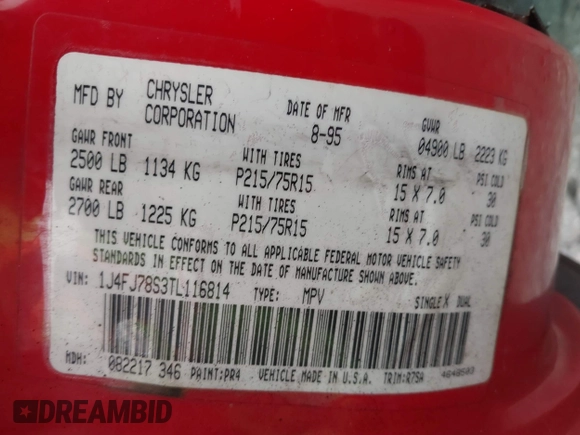 MFD BY CHRYSLER CORPORATION DATE OF MFR 8-95 GVWR 04900 LB 2223 KG
GAWR FRONT WITH TIRES RIMS AT PSI COLD
2500 LB 1134 KG P215/75R15 15 X 7.0 30
GAWR REAR WITH TIRES RIMS AT PSI COLD
2700 LB 1225 KG P215/75R15 15 X 7.0 30
THIS VEHICLE CONFORMS TO ALL APPLICABLE FEDERAL MOTOR VEHICLE SAFETY
STANDARDS IN EFFECT ON THE DATE OF MANUFACTURE SHOWN ABOVE.
VIN: 1J4FJ78S3TL116814 TYPE: MPV SINGLE X DUAL
MDH: 082217 346 PAINT:PR4 VEHICLE MADE IN U.S.A. TRIM:R7SA 4648503
DREAMBID